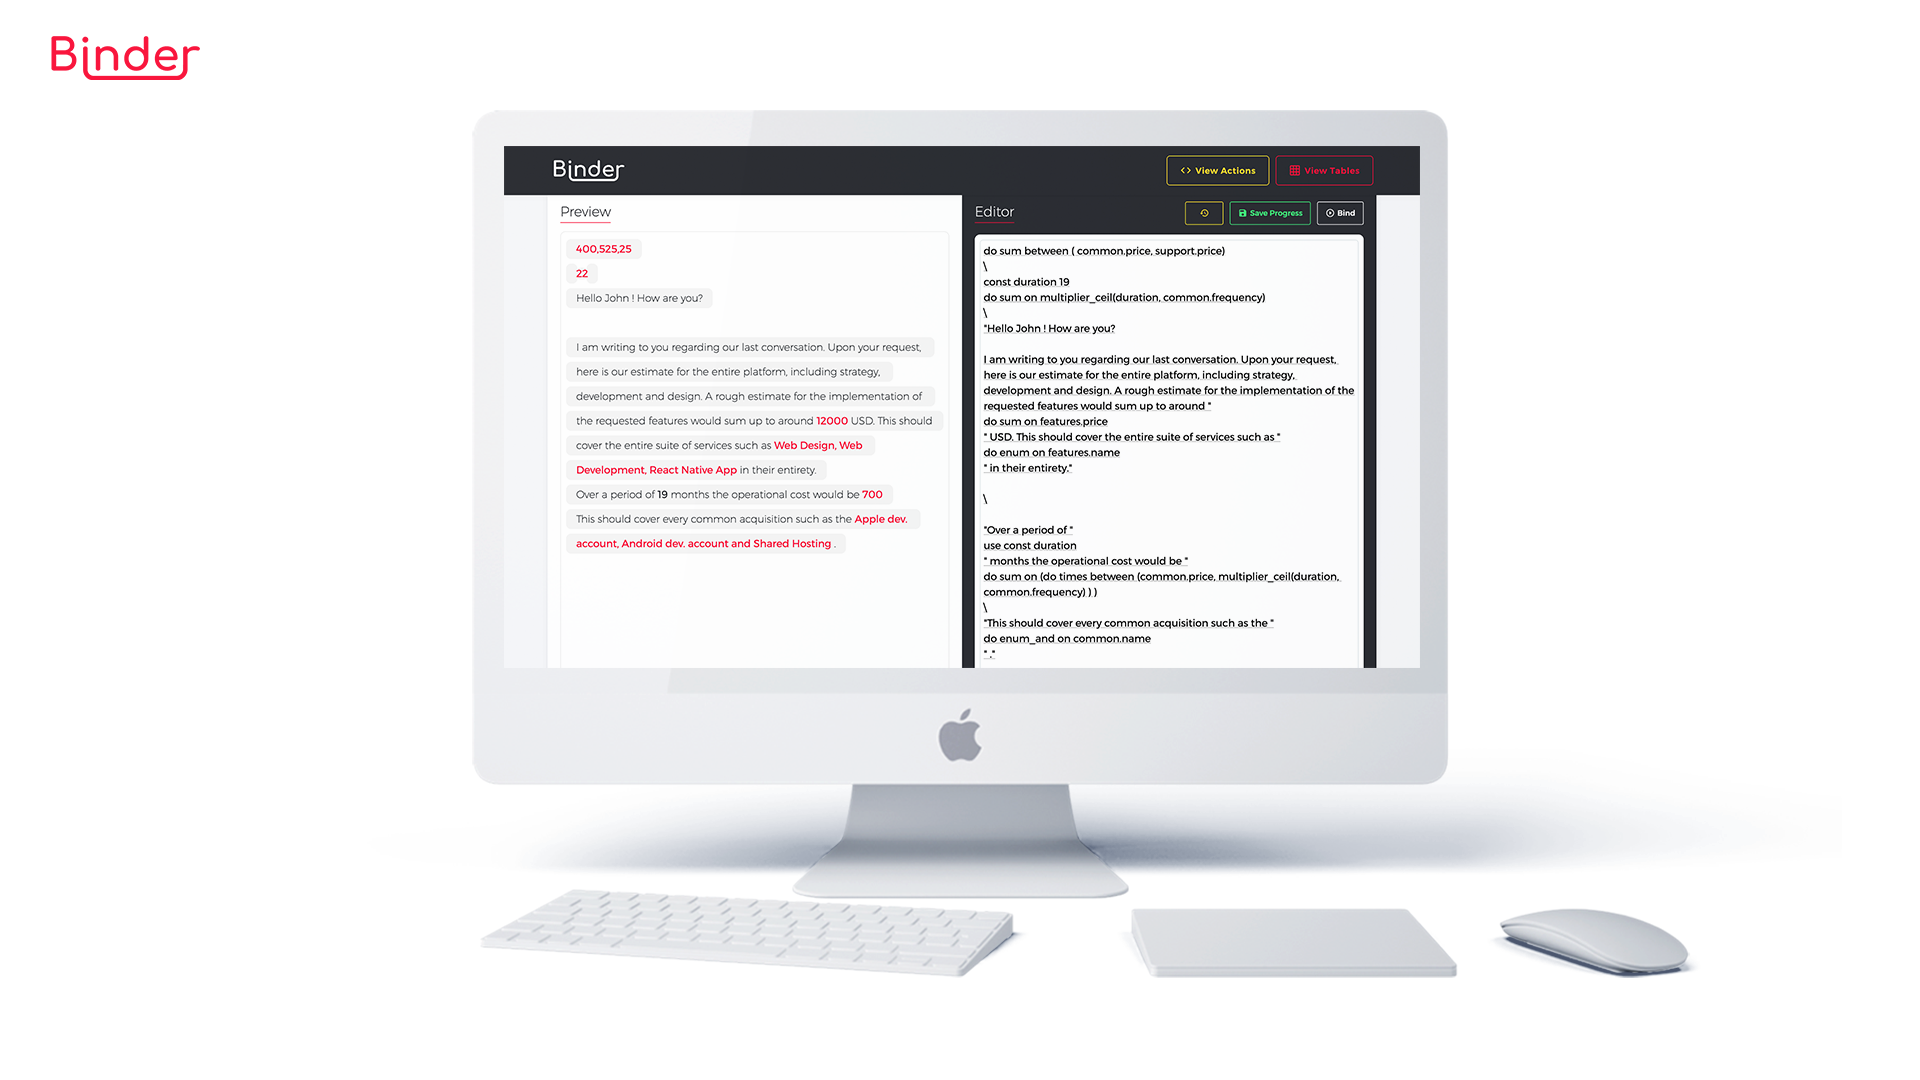 Binder
Binder
View Actions
View Tables
Preview
400,525,25
22
Hello John ! How are you?
I am writing to you regarding our last conversation. Upon your request,
here is our estimate for the entire platform, including strategy,
development and design. A rough estimate for the implementation of
the requested features would sum up to around 12000 USD. This should
cover the entire suite of services such as Web Design, Web
Development, React Native App in their entirety.
Over a period of 19 months the operational cost would be 700
This should cover every common acquisition such as the Apple dev.
account, Android dev. account and Shared Hosting .
Editor
Save Progress
Bind
do sum between ( common.price, support.price)
\
const duration 19
do sum on multiplier_ceil(duration, common.frequency)
\
"Hello John ! How are you?
I am writing to you regarding our last conversation. Upon your request,
here is our estimate for the entire platform, including strategy,
development and design. A rough estimate for the implementation of the
requested features would sum up to around "
do sum on features.price
" USD. This should cover the entire suite of services such as "
do enum on features.name
" in their entirety."
\
"Over a period of "
use const duration
" months the operational cost would be "
do sum on (do times between (common.price, multiplier_ceil(duration,
common.frequency) ) )
\
"This should cover every common acquisition such as the "
do enum_and on common.name
" ."